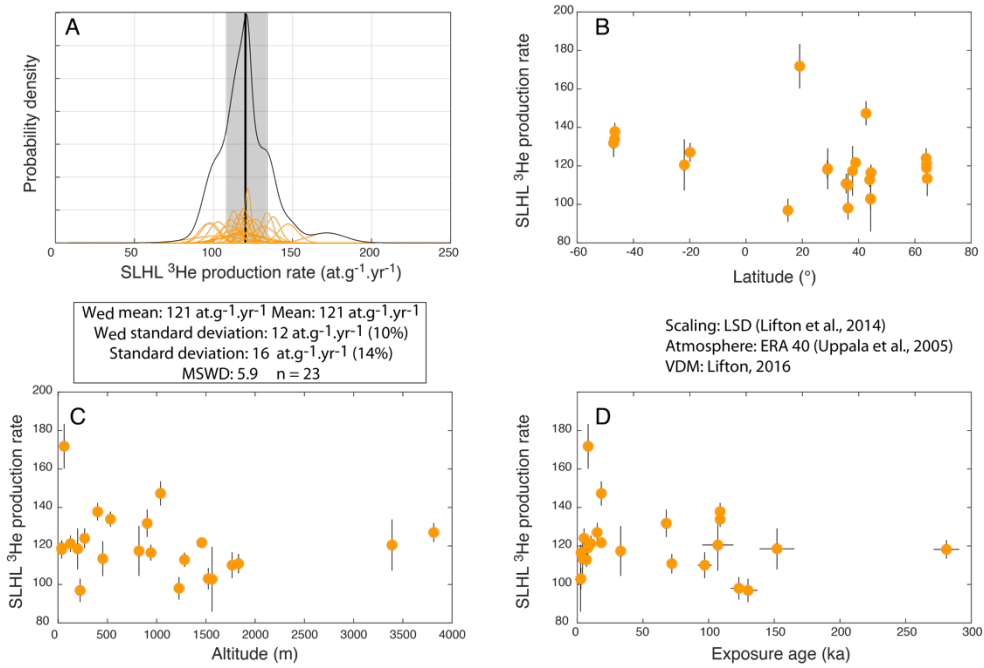 A
Probability density
0
50
100
150
200
250
SLHL ³He production rate (at.g⁻¹.yr⁻¹)
B
SLHL ³He production rate
200
180
160
140
120
100
80
-60
-40
-20
0
20
40
60
80
Latitude (°)
Wed mean: 121 at.g⁻¹.yr⁻¹ Mean: 121 at.g⁻¹.yr⁻¹
Wed standard deviation: 12 at.g⁻¹.yr⁻¹ (10%)
Standard deviation: 16 at.g⁻¹.yr⁻¹ (14%)
MSWD: 5.9 n = 23
Scaling: LSD (Lifton et al., 2014)
Atmosphere: ERA 40 (Uppala et al., 2005)
VDM: Lifton, 2016
C
SLHL ³He production rate
200
180
160
140
120
100
80
0
500
1000
1500
2000
2500
3000
3500
4000
Altitude (m)
D
SLHL ³He production rate
200
180
160
140
120
100
80
0
50
100
150
200
250
300
Exposure age (ka)